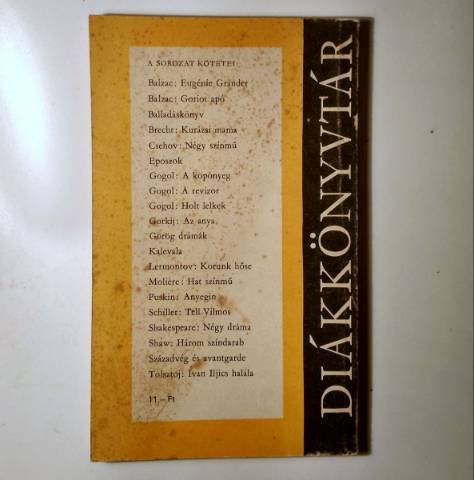 A SOROZAT KÖTETEI:
Balzac: Eugénie Grandet
Balzac: Goriot apó
Balladáskönyv
Brecht: Kurázsi mama
Csehov: Négy színmű
Eposzok
Gogol: A köpönyeg
Gogol: A revizor
Gogol: Holt lelkek
Gorkij: Az anya
Görög drámák
Kalevala
Lermontov: Korunk hőse
Molière: Hat színmű
Puskin: Anyegin
Schiller: Tell Vilmos
Shakespeare: Négy dráma
Shaw: Három színdarab
Századvég és avantgarde
Tolsztoj: Ivan Iljics halála
11,– Ft
DIÁKKÖNYVTÁR